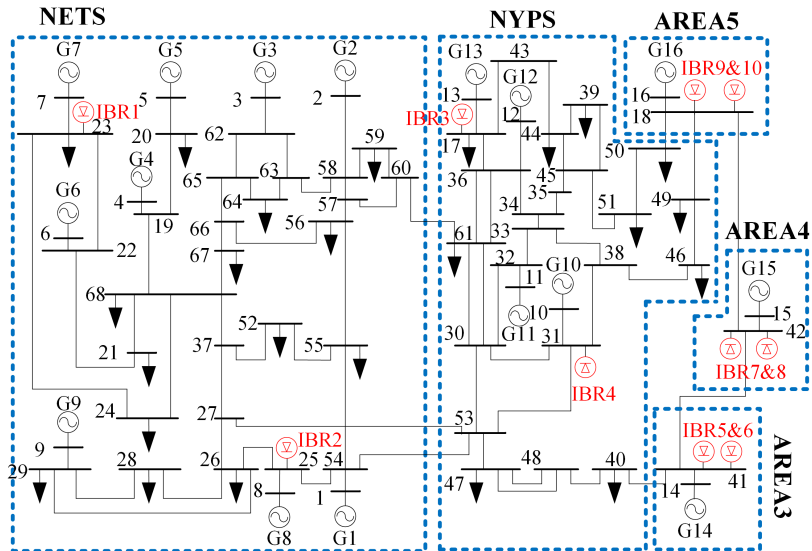 NETS NYPS AREA5
G7 G5 G3 G2 G13 43 G16
G12 39 IBR9&10
IBR1
7 5 3 2 13 12 16
23 20 62 59 IBR3 17 44 18
G4 58 60 36 45 50
65 63 35
G6 4 64 57 34 51 49
19 66 56 33 AREA4
6 22 67 61 32 38 46 G15
11 G10
68 10 15
52 G11 42
21 37 55 30 31 IBR7&8
IBR4
G9 24 27 53 IBR5&6
IBR2 AREA3
9 25 54 48 40
29 28 26 8 1 47 14 41
G8 G1 G14